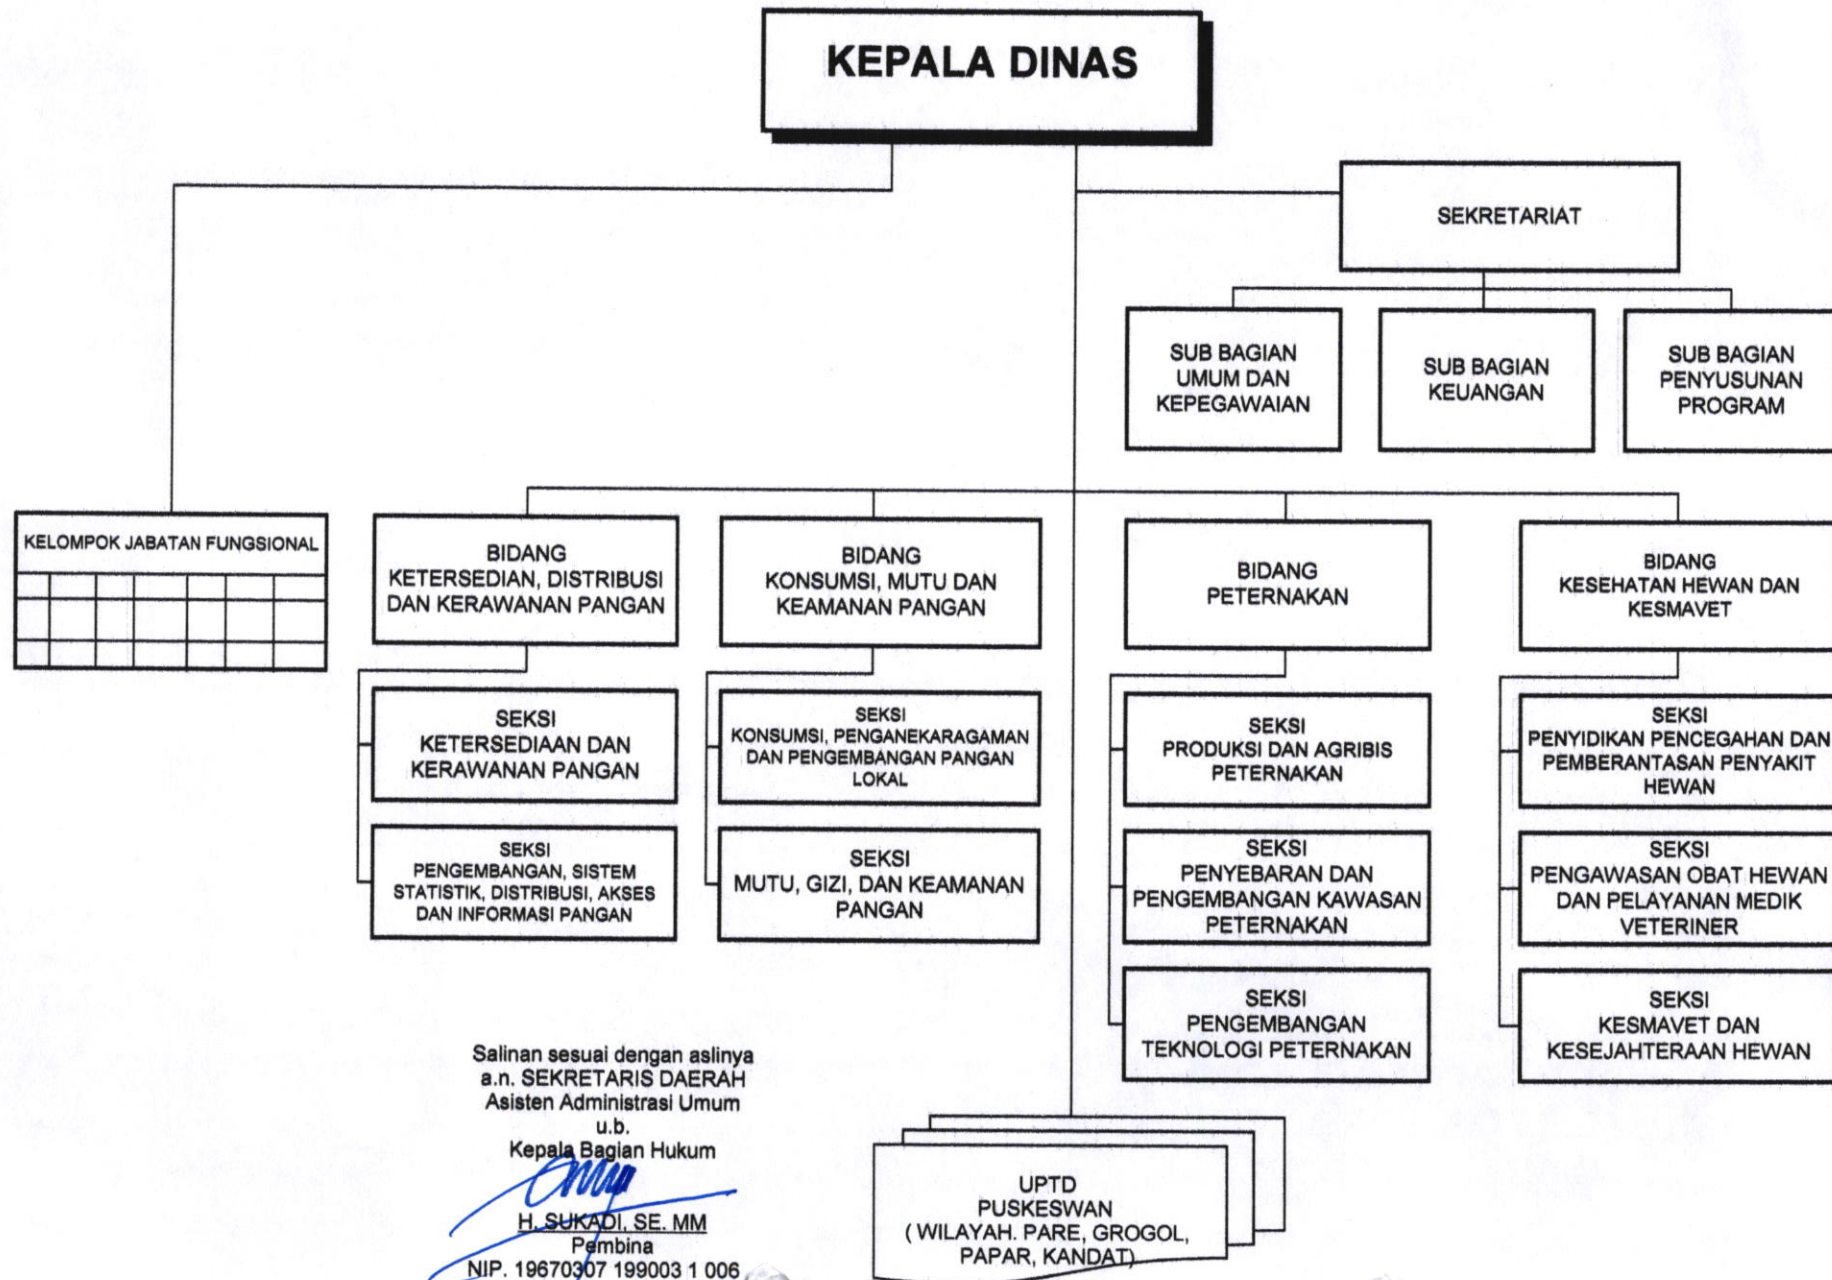 KEPALA DINAS
SEKRETARIAT
SUB BAGIAN
UMUM DAN
KEPEGAWAIAN
SUB BAGIAN
KEUANGAN
SUB BAGIAN
PENYUSUNAN
PROGRAM
KELOMPOK JABATAN FUNGSIONAL
BIDANG
KETERSEDIAN, DISTRIBUSI
DAN KERAWANAN PANGAN
BIDANG
KONSUMSI, MUTU DAN
KEAMANAN PANGAN
BIDANG
PETERNAKAN
BIDANG
KESEHATAN HEWAN DAN
KESMAVET
SEKSI
KETERSEDIAAN DAN
KERAWANAN PANGAN
SEKSI
KONSUMSI, PENGANEKARAGAMAN
DAN PENGEMBANGAN PANGAN
LOKAL
SEKSI
PRODUKSI DAN AGRIBIS
PETERNAKAN
SEKSI
PENYIDIKAN PENCEGAHAN DAN
PEMBERANTASAN PENYAKIT
HEWAN
SEKSI
PENGEMBANGAN, SISTEM
STATISTIK, DISTRIBUSI, AKSES
DAN INFORMASI PANGAN
SEKSI
MUTU, GIZI, DAN KEAMANAN
PANGAN
SEKSI
PENYEBARAN DAN
PENGEMBANGAN KAWASAN
PETERNAKAN
SEKSI
PENGAWASAN OBAT HEWAN
DAN PELAYANAN MEDIK
VETERINER
SEKSI
PENGEMBANGAN
TEKNOLOGI PETERNAKAN
SEKSI
KESMAVET DAN
KESEJAHTERAAN HEWAN
Salinan sesuai dengan aslinya
a.n. SEKRETARIS DAERAH
Asisten Administrasi Umum
u.b.
Kepala Bagian Hukum
H. SUKADI, SE. MM
Pembina
NIP. 19670307 199003 1 006
UPTD
PUSKESWAN
( WILAYAH. PARE, GROGOL,
PAPAR, KANDAT)